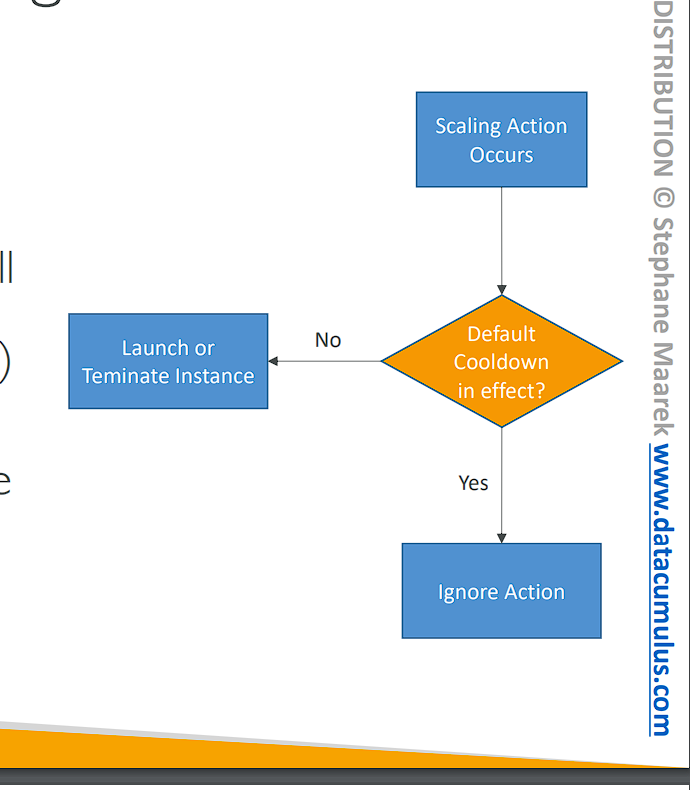 g
ll
)
e
Scaling Action
Occurs
Default
Cooldown
in effect?
No
Launch or
Teminate Instance
Yes
Ignore Action
DISTRIBUTION © Stephane Maarek www.datacumulus.com